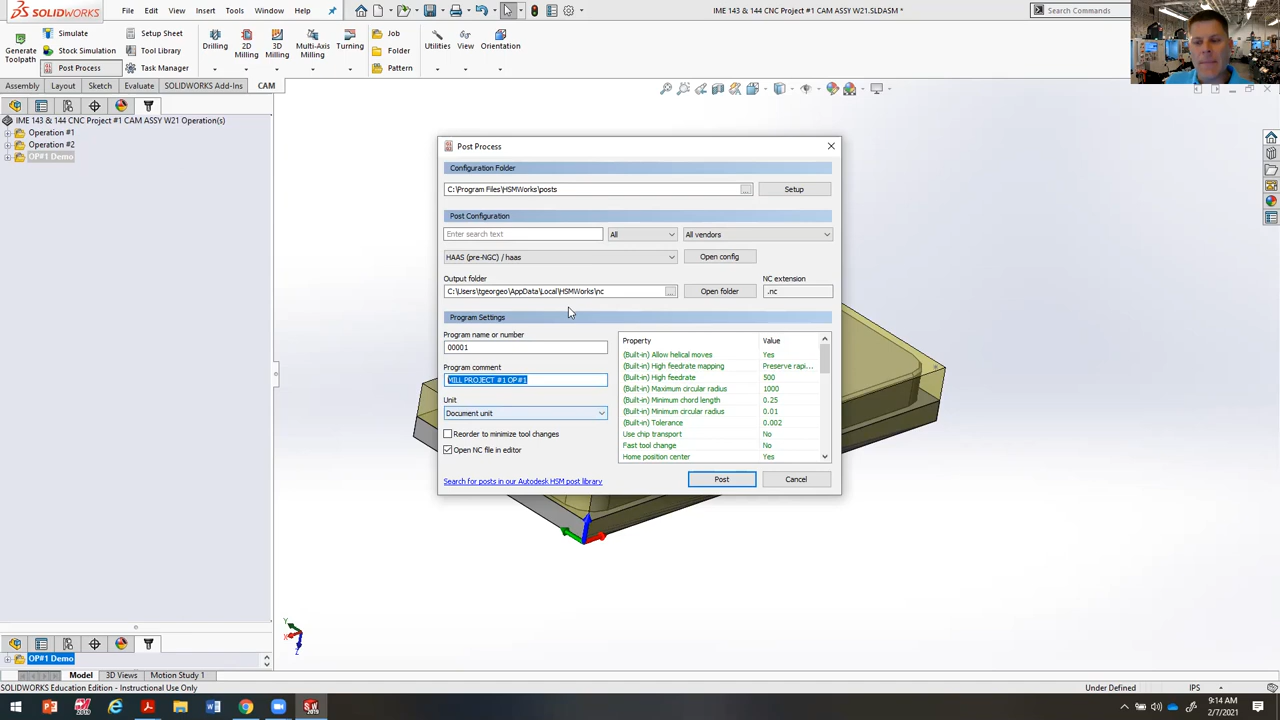 SOLIDWORKS File Edit View Insert Tools Window Help IME 143 & 144 CNC Project #1 CAM ASSY W21.SLDASM * Search Commands
Generate Toolpath
Simulate
Stock Simulation
Post Process
Setup Sheet
Tool Library
Task Manager
Drilling
2D Milling
3D Milling
Multi-Axis Milling
Turning
Job
Folder
Pattern
Utilities
View
Orientation
Assembly Layout Sketch Evaluate SOLIDWORKS Add-Ins CAM
IME 143 & 144 CNC Project #1 CAM ASSY W21 Operation(s)
Operation #1
Operation #2
OP#1 Demo
Post Process
Configuration Folder
C:\Program Files\HSMWorks\posts ... Setup
Post Configuration
Enter search text All All vendors
HAAS (pre-NGC) / haas Open config
Output folder NC extension
C:\Users\tgeorgeo\AppData\Local\HSMWorks\nc ... Open folder .nc
Program Settings
Program name or number
00001
Program comment
MILL PROJECT #1 OP#1
Unit
Document unit
Reorder to minimize tool changes
Open NC file in editor
Search for posts in our Autodesk HSM post library
Property Value
(Built-in) Allow helical moves Yes
(Built-in) High feedrate mapping Preserve rapi...
(Built-in) High feedrate 500
(Built-in) Maximum circular radius 1000
(Built-in) Minimum chord length 0.25
(Built-in) Minimum circular radius 0.01
(Built-in) Tolerance 0.002
Use chip transport No
Fast tool change No
Home position center Yes
Post Cancel
Y
X
Z
OP#1 Demo
Model 3D Views Motion Study 1
SOLIDWORKS Education Edition - Instructional Use Only Under Defined IPS
9:14 AM
2/7/2021